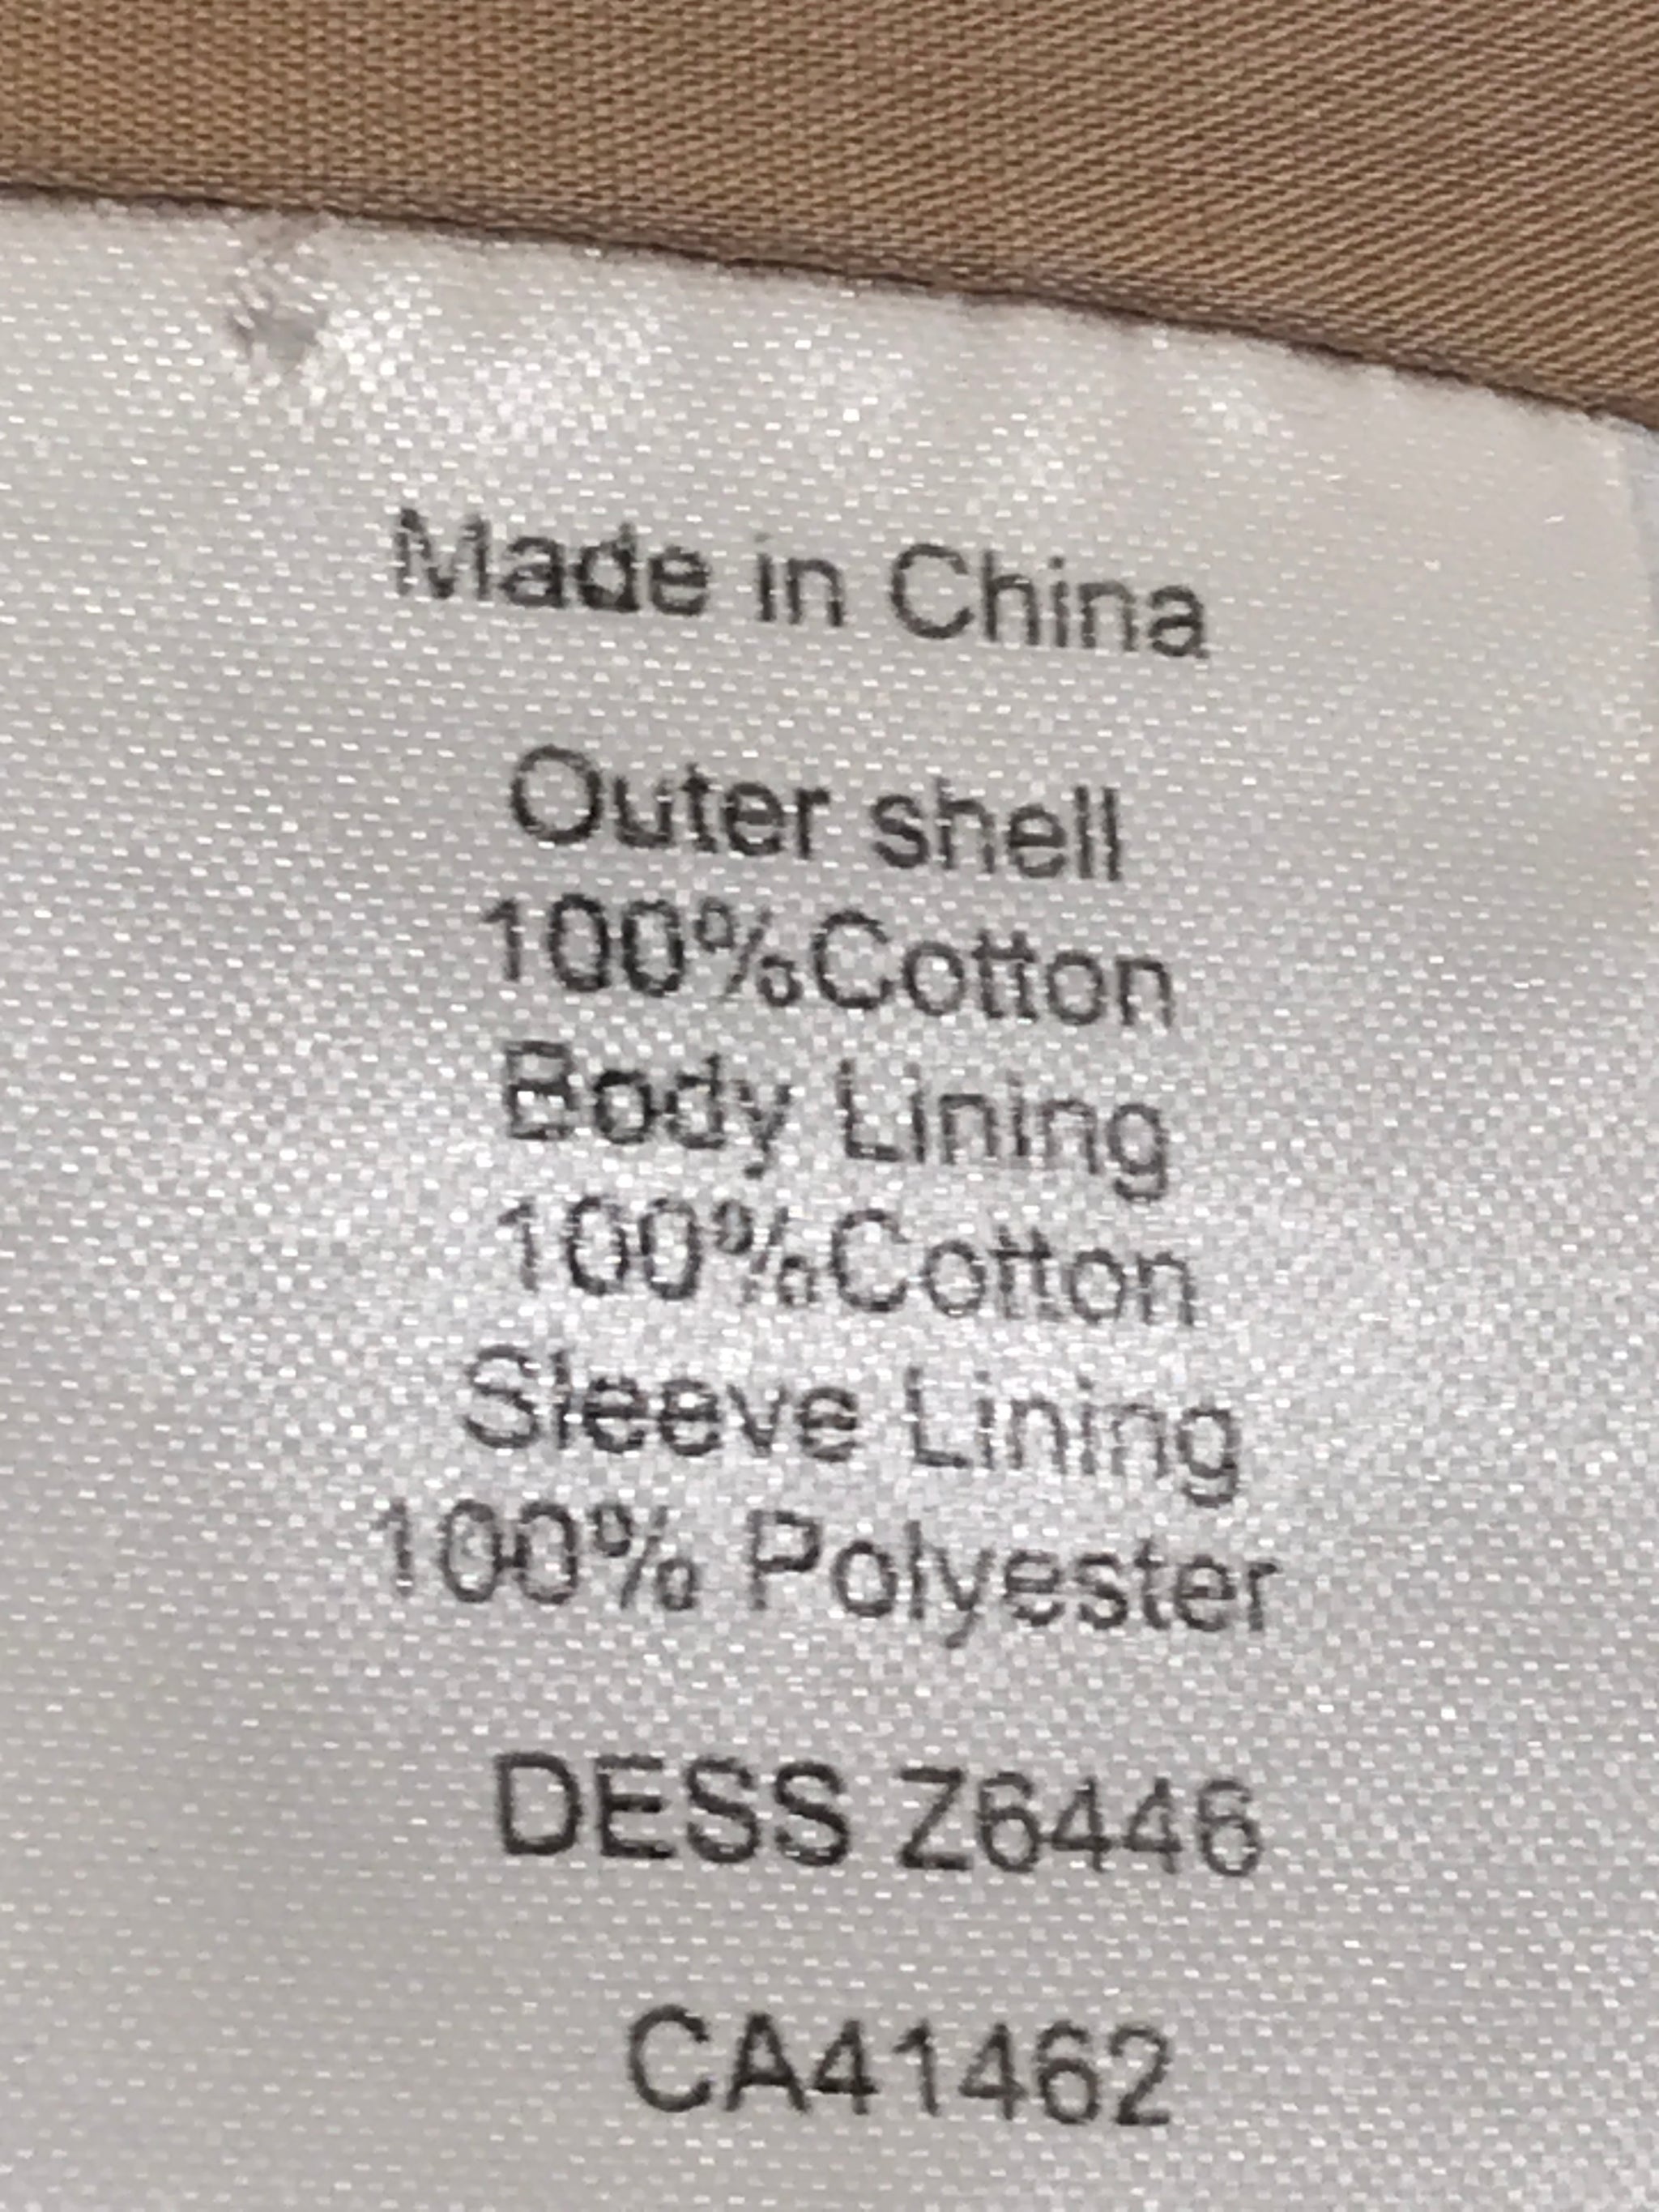 Made in China
Outer shell
100%Cotton
Body Lining
100%Cotton
Sleeve Lining
100% Polyester
DESS Z6446
CA41462